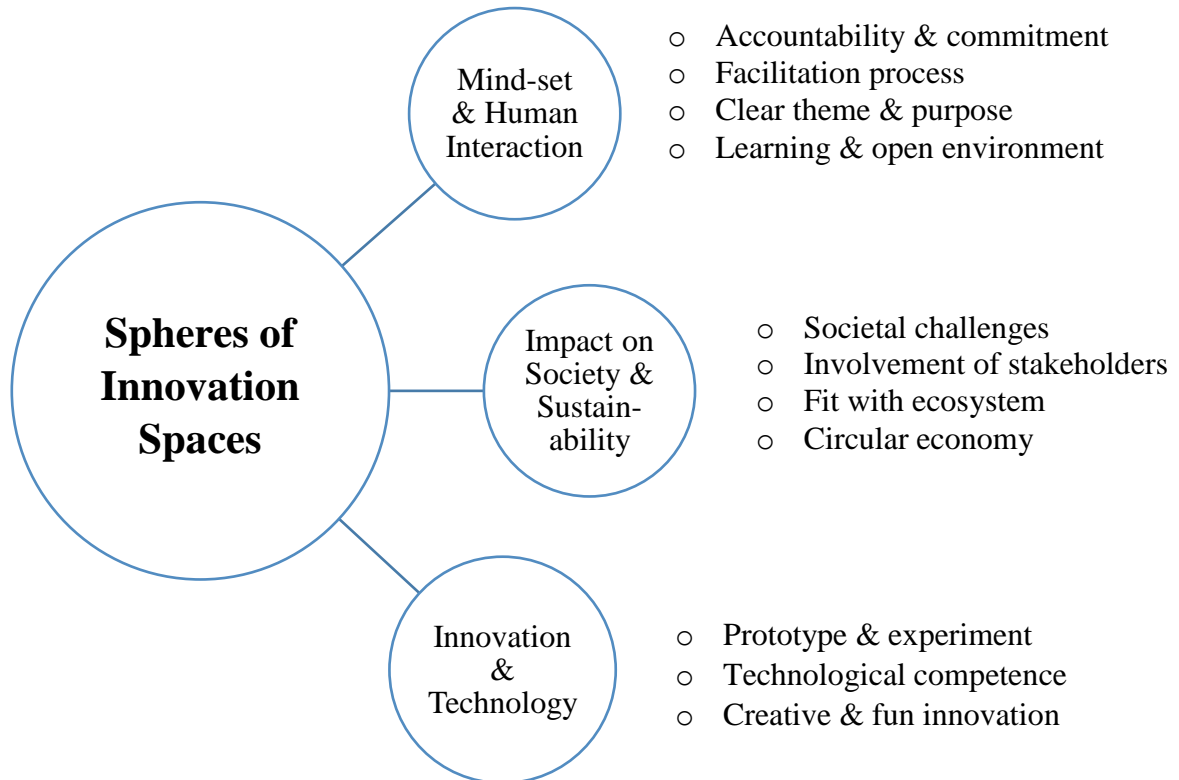 Mind-set
& Human
Interaction
o Accountability & commitment
o Facilitation process
o Clear theme & purpose
o Learning & open environment
Spheres of
Innovation
Spaces
Impact on
Society &
Sustain-
ability
o Societal challenges
o Involvement of stakeholders
o Fit with ecosystem
o Circular economy
Innovation
&
Technology
o Prototype & experiment
o Technological competence
o Creative & fun innovation